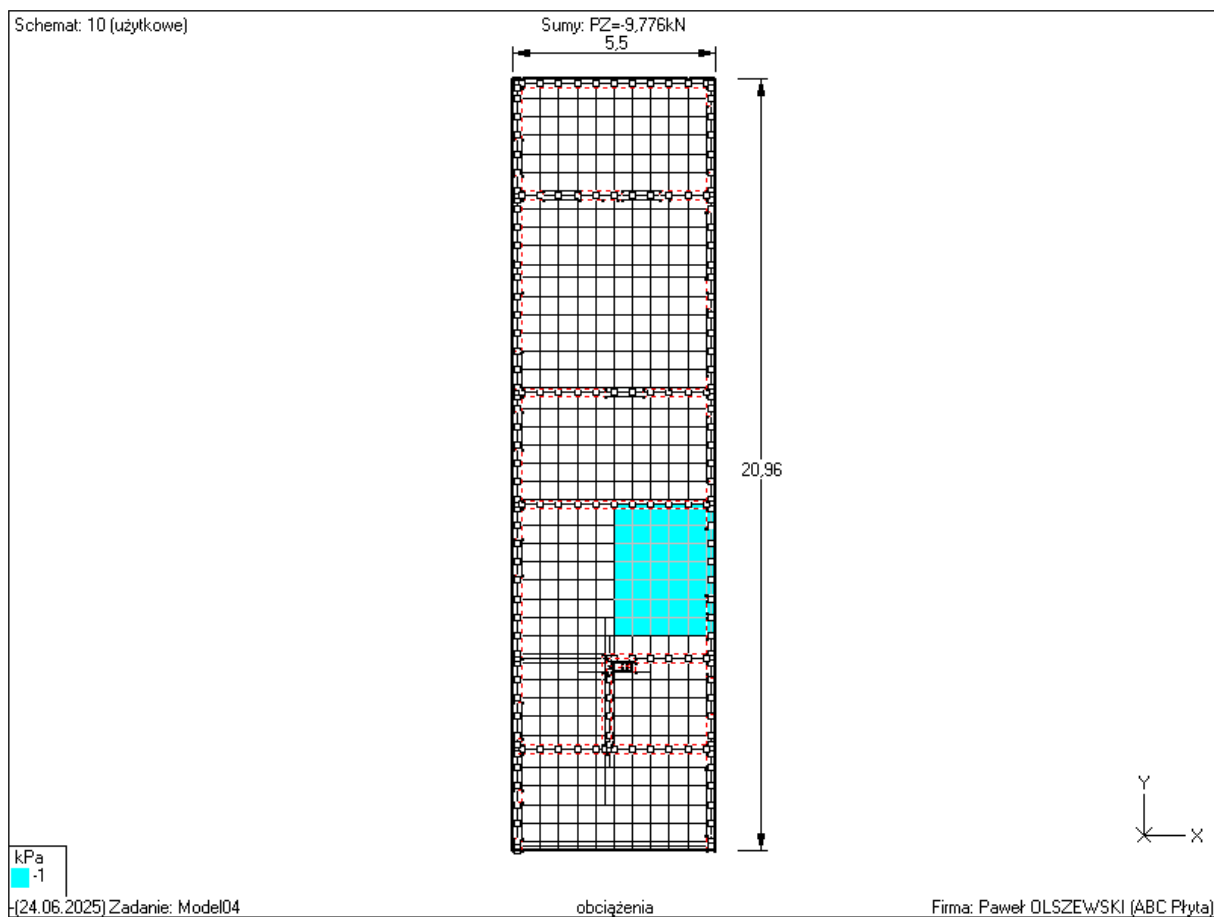 Schemat: 10 (użytkowe)
Sumy: PZ=-9,776kN
5,5
20,96
Y
X
kPa
-1
-(24.06.2025) Zadanie: Model04
obciążenia
Firma: Paweł OLSZEWSKI (ABC Płyta)